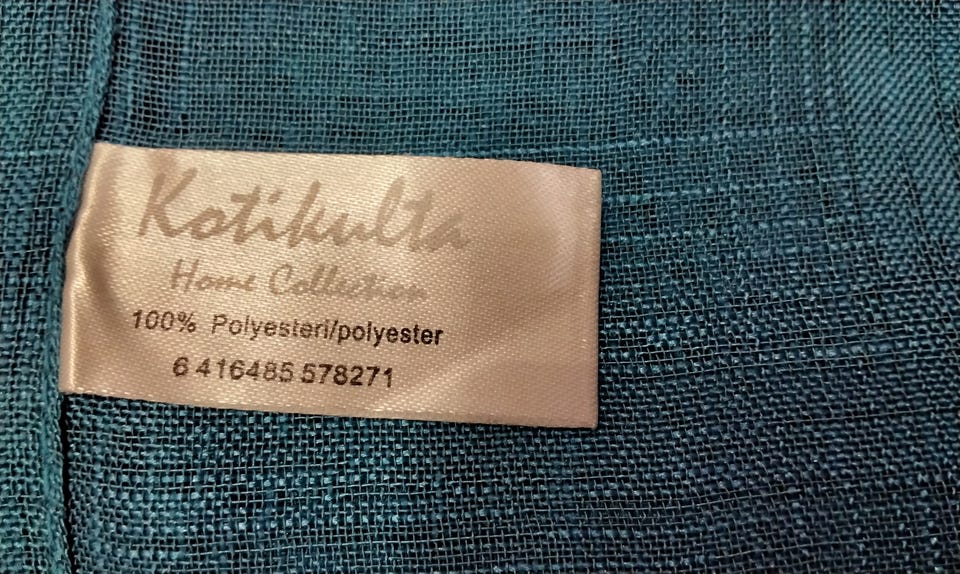 Kotikulta
Home Collection
100% Polyesteri/polyester
6 416485 578271